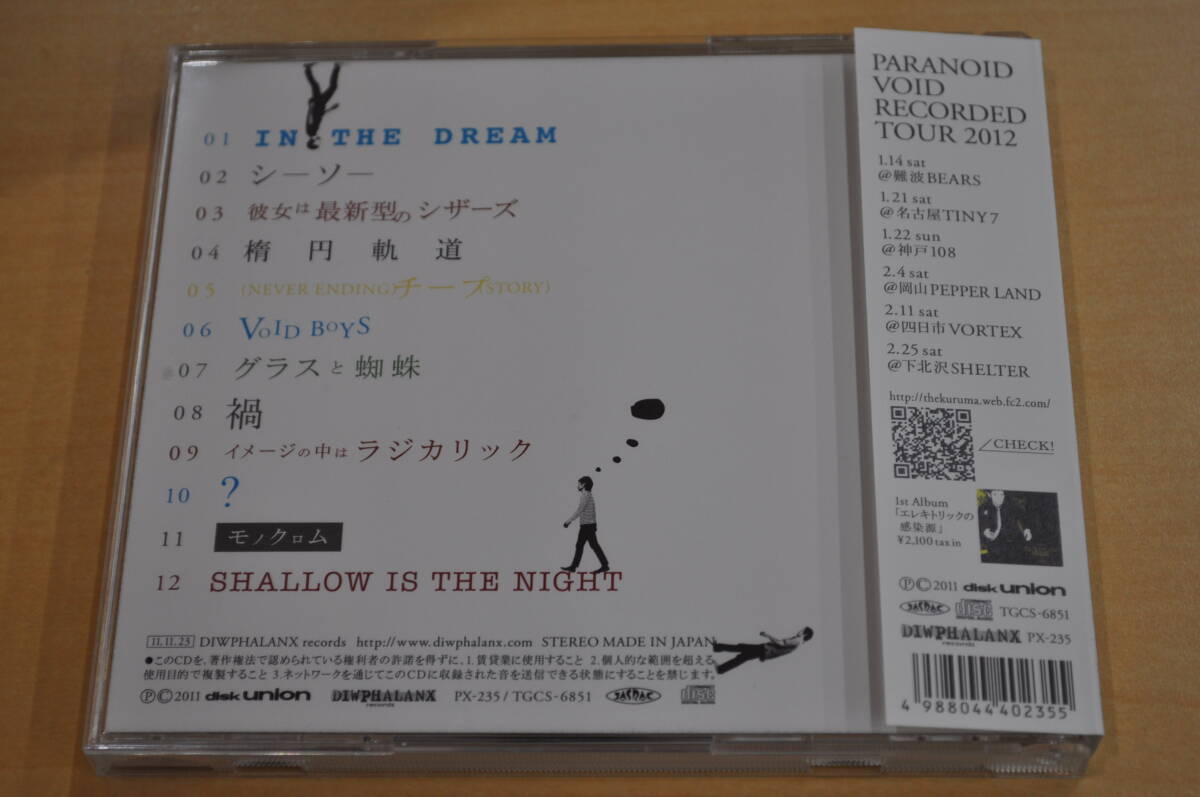 01 IN THE DREAM
02 シーソー
03 彼女は最新型のシザーズ
04 楕円軌道
05 (NEVER ENDING)チープ(STORY)
06 VOID BOYS
07 グラスと蜘蛛
08 禍
09 イメージの中はラジカリック
10 ?
11 モノクロム
12 SHALLOW IS THE NIGHT
11.11.23 DIWPHALANX records http://www.diwphalanx.com STEREO MADE IN JAPAN
●このCDを、著作権法で認められている権利者の許諾を得ずに、1.賃貸業に使用すること 2.個人的な範囲を超える
使用目的で複製すること 3.ネットワークを通じてこのCDに収録された音を送信できる状態にすることを禁じます。
Ⓟ©2011 disk union DIWPHALANX records PX-235 / TGCS-6851 JASRAC COMPACT disc DIGITAL AUDIO
PARANOID
VOID
RECORDED
TOUR 2012
1.14 sat
@難波BEARS
1.21 sat
@名古屋TINY7
1.22 sun
@神戸108
2.4 sat
@岡山PEPPER LAND
2.11 sat
@四日市VORTEX
2.25 sat
@下北沢SHELTER
http://thekuruma.web.fc2.com/
／CHECK!
1st Album
「エレキトリックの
感染源」
¥2,100 tax in
Ⓟ©2011 disk union
JASRAC COMPACT disc TGCS-6851
DIWPHALANX PX-235
4 988044 402355